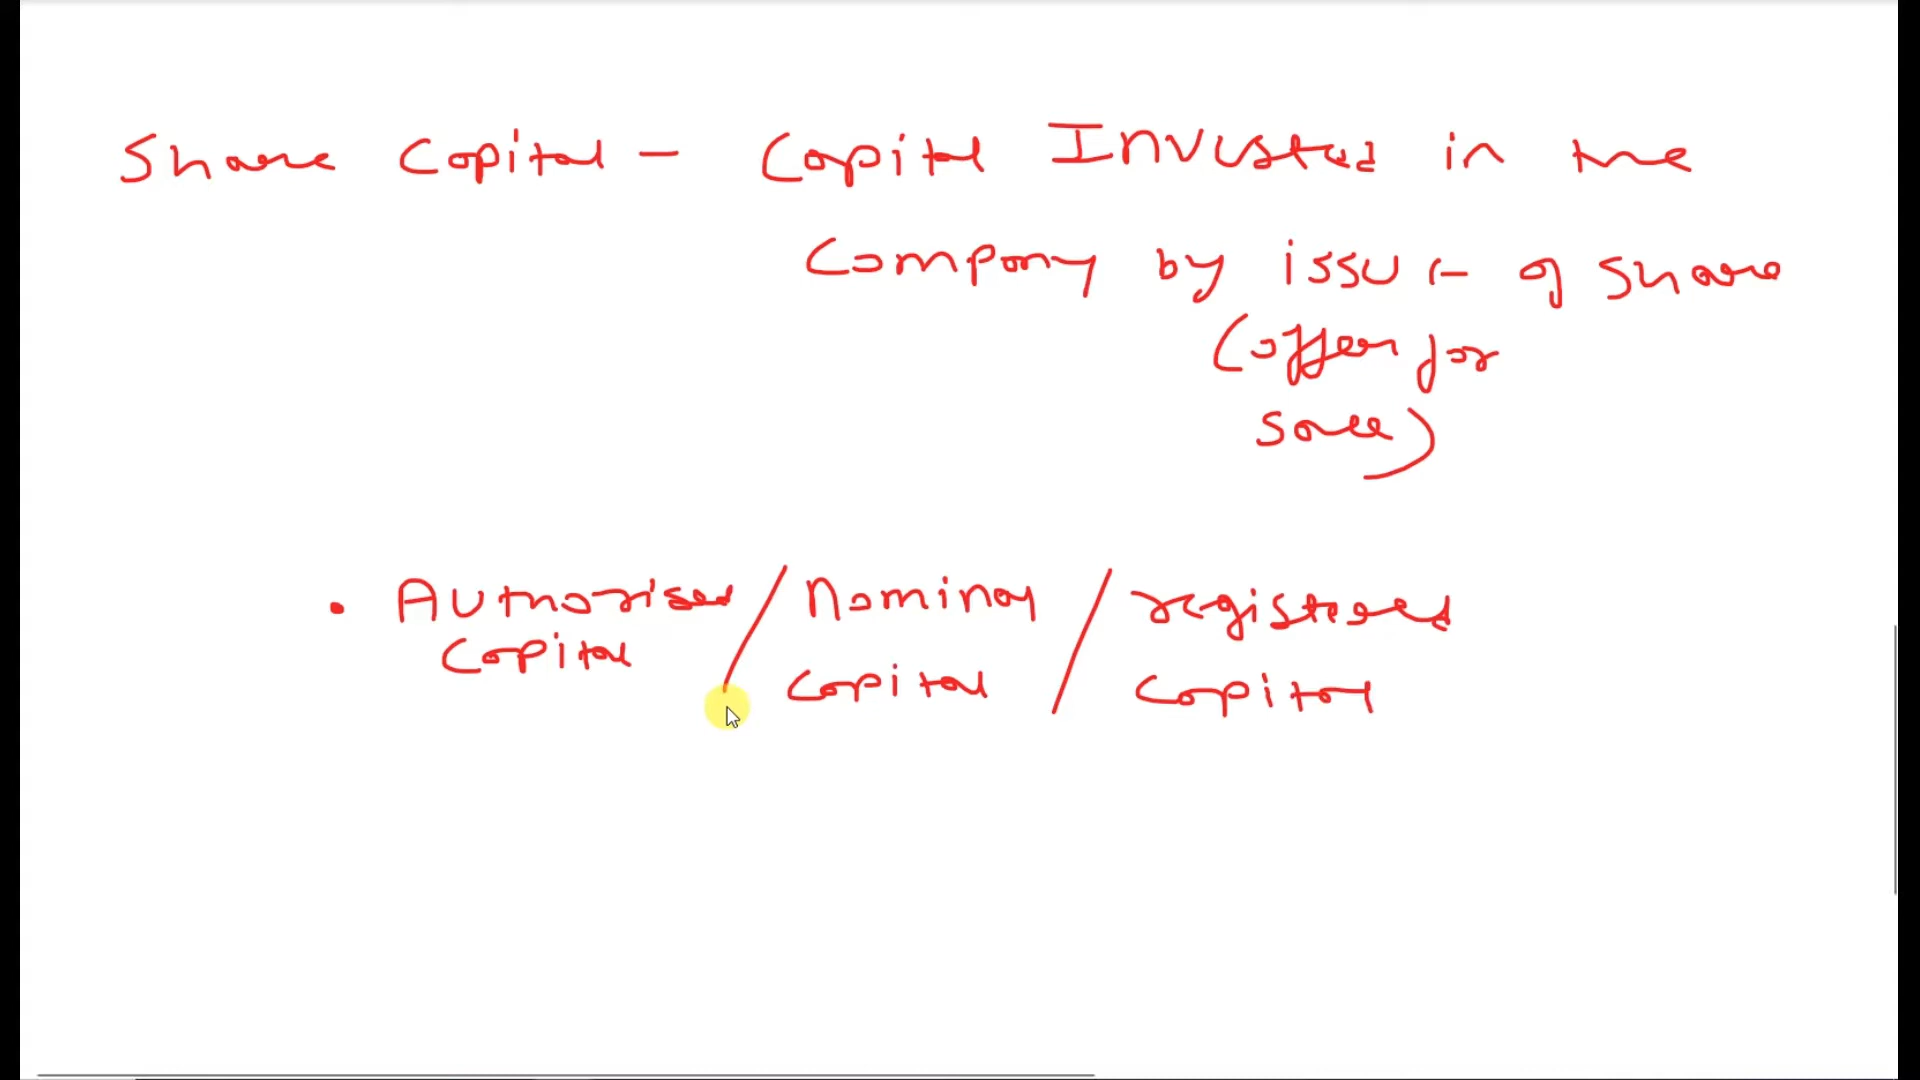 Share Capital - Capital Invested in the
Company by issue of share
(offer for
sale)
• Authorised / Nominal / registered
Capital Capital Capital